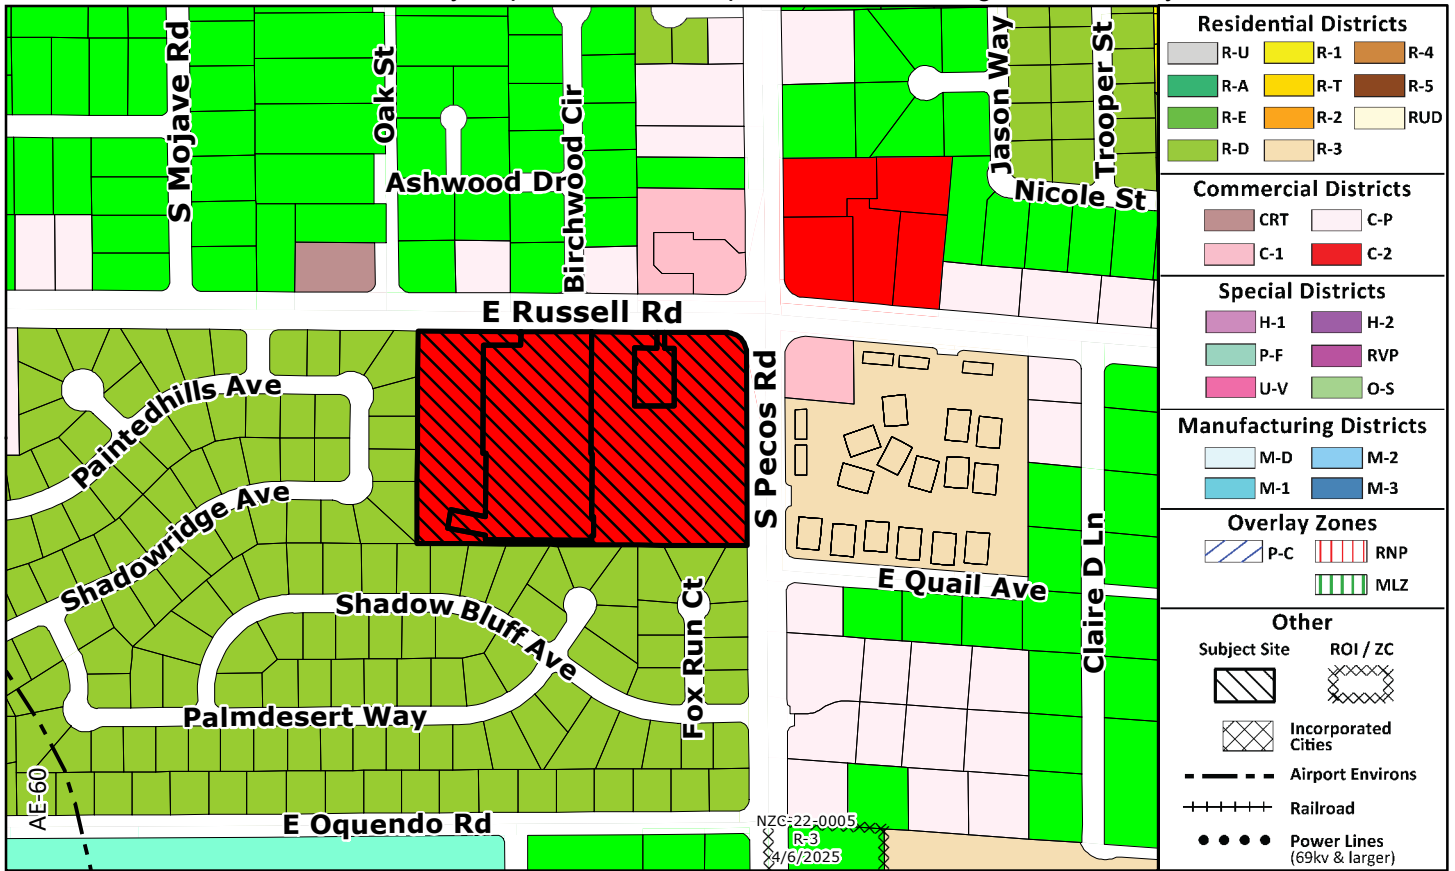 S Mojave Rd
Oak St
Birchwood Cir
Ashwood Dr
Jason Way
Trooper St
Nicole St
E Russell Rd
S Pecos Rd
Paintedhills Ave
Shadowridge Ave
Shadow Bluff Ave
Fox Run Ct
Palmdesert Way
E Quail Ave
Claire D Ln
AE-60
E Oquendo Rd
NZC-22-0005
R-3
4/6/2025
Residential Districts
R-U
R-1
R-4
R-A
R-T
R-5
R-E
R-2
RUD
R-D
R-3
Commercial Districts
CRT
C-P
C-1
C-2
Special Districts
H-1
H-2
P-F
RVP
U-V
O-S
Manufacturing Districts
M-D
M-2
M-1
M-3
Overlay Zones
P-C
RNP
MLZ
Other
Subject Site
ROI / ZC
Incorporated
Cities
Airport Environs
Railroad
Power Lines
(69kv & larger)